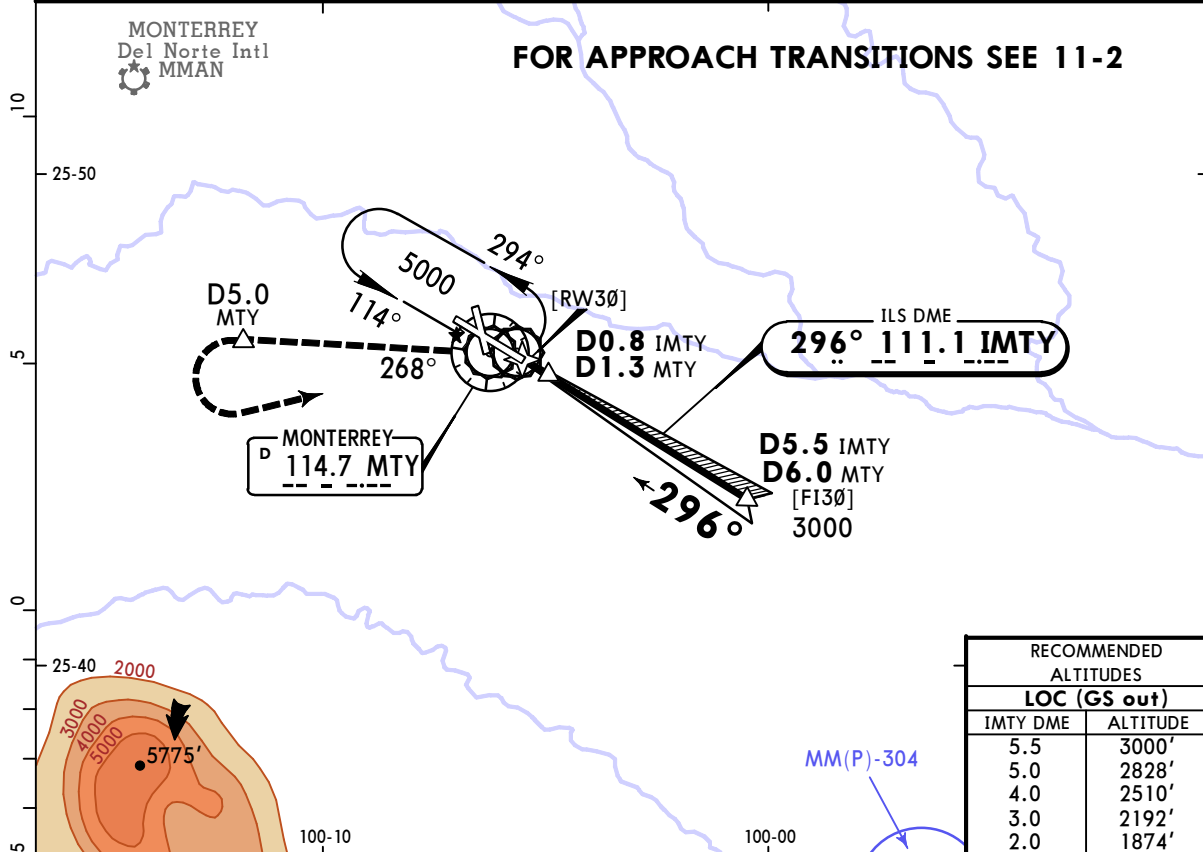 MONTERREY
Del Norte Intl
MMAN
FOR APPROACH TRANSITIONS SEE 11-2
10
25-50
294°
5000
114°
D5.0
MTY
[RW3Ø]
ILS DME
296° 111.1 IMTY
D0.8 IMTY
D1.3 MTY
5
268°
MONTERREY
D 114.7 MTY
D5.5 IMTY
D6.0 MTY
[FI3Ø]
3000
296°
0
25-40
2000
3000
4000
5000
5775'
RECOMMENDED
ALTITUDES
LOC (GS out)
IMTY DME ALTITUDE
5.5 3000'
5.0 2828'
4.0 2510'
3.0 2192'
2.0 1874'
MM(P)-304
5
100-10
100-00